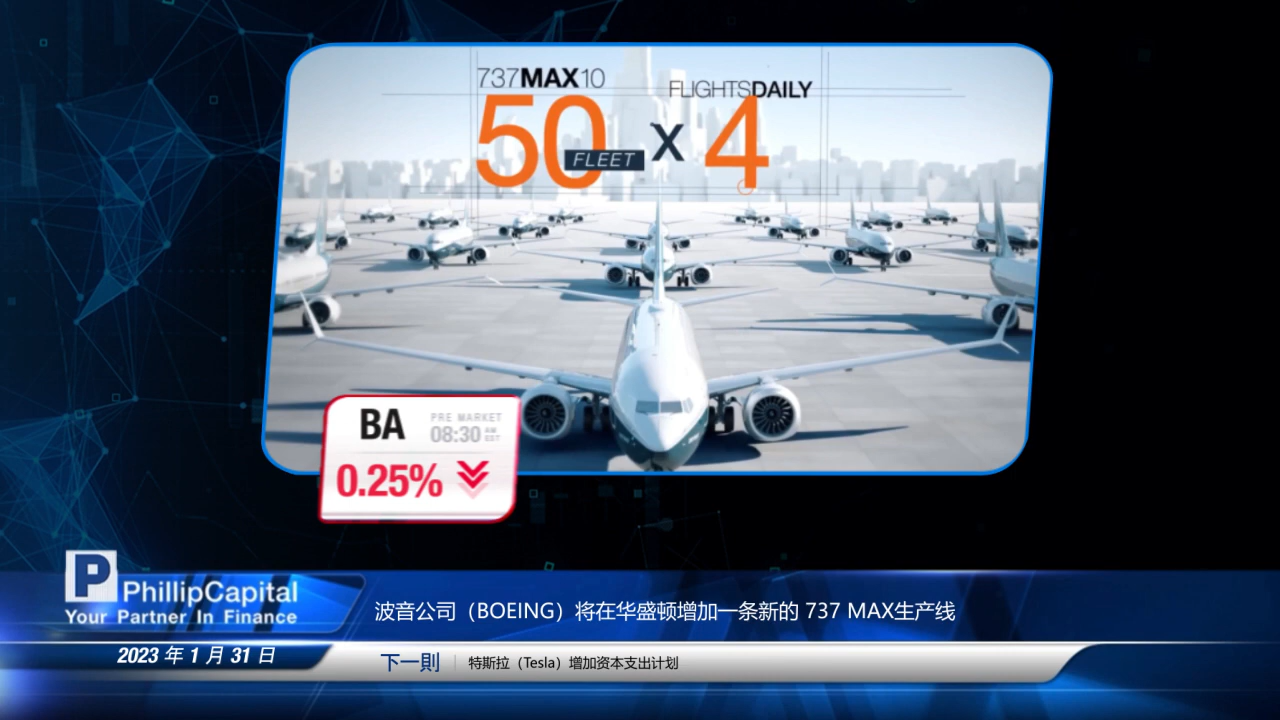 737MAX10
FLIGHTSDAILY
50 X 4
FLEET
BA
PRE MARKET
08:30 AM EST
0.25%
P PhillipCapital
Your Partner In Finance
波音公司（BOEING）将在华盛顿增加一条新的 737 MAX生产线
2023 年 1 月 31 日
下一則
特斯拉（Tesla）增加资本支出计划